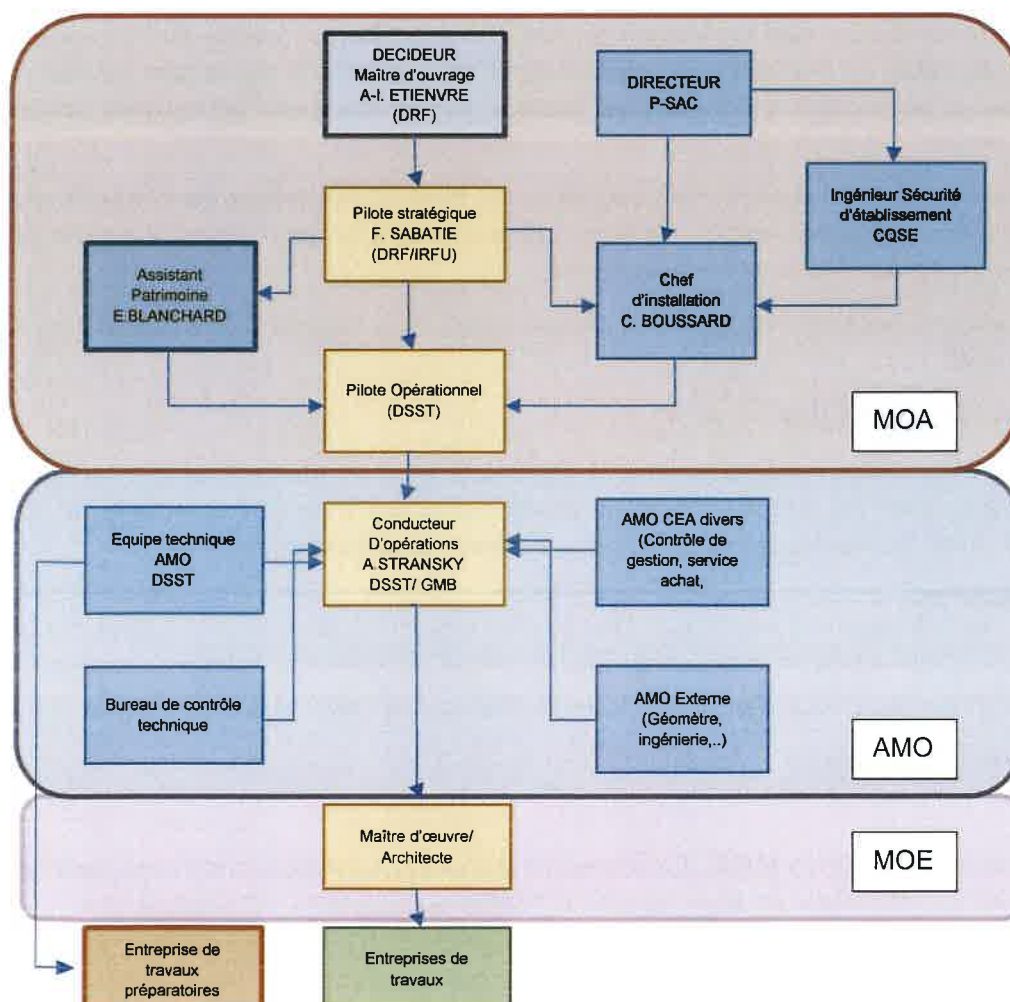 DECIDEUR
Maître d'ouvrage
A-I. ETIENVRE
(DRF)
DIRECTEUR
P-SAC
Pilote stratégique
F. SABATIE
(DRF/IRFU)
Ingénieur Sécurité
d'établissement
CQSE
Assistant
Patrimoine
E.BLANCHARD
Chef
d'installation
C. BOUSSARD
Pilote Opérationnel
(DSST)
MOA
Equipe technique
AMO
DSST
Conducteur
D'opérations
A.STRANSKY
DSST/ GMB
AMO CEA divers
(Contrôle de
gestion, service
achat,
Bureau de contrôle
technique
AMO Externe
(Géomètre,
ingénierie,..)
AMO
Maître d'œuvre/
Architecte
MOE
Entreprise de
travaux
préparatoires
Entreprises de
travaux